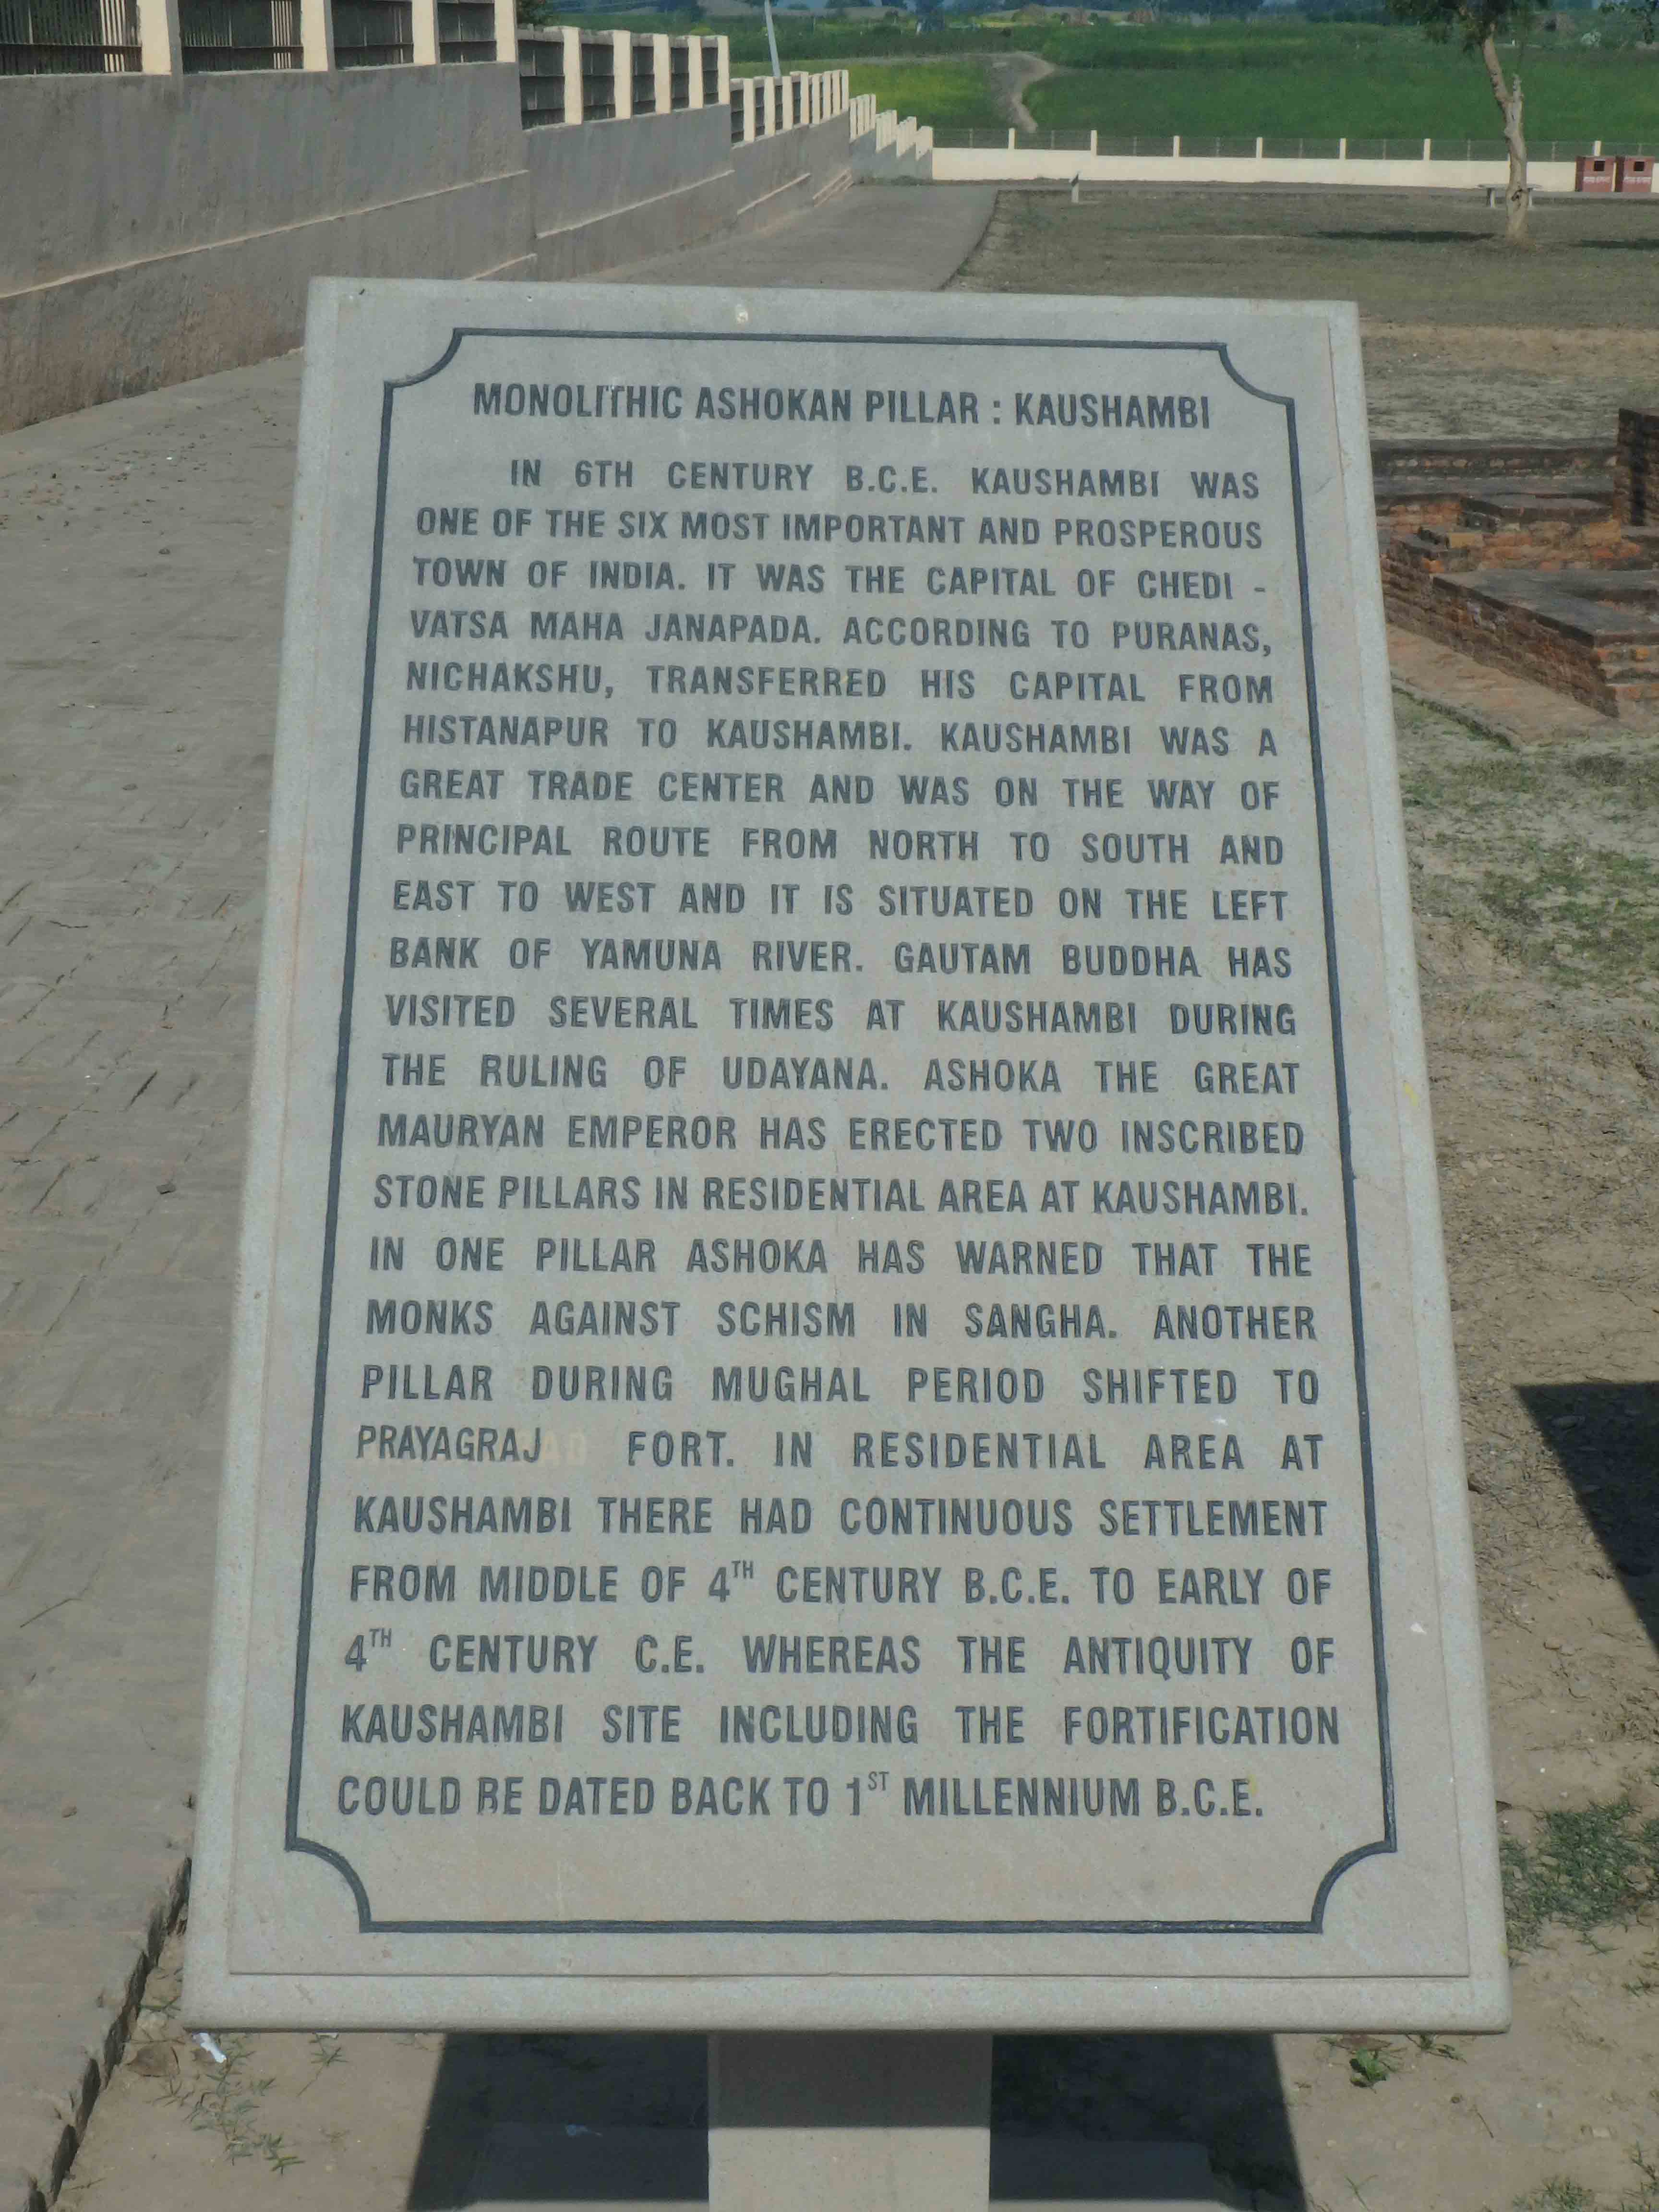 MONOLITHIC ASHOKAN PILLAR : KAUSHAMBI
IN 6TH CENTURY B.C.E. KAUSHAMBI WAS
ONE OF THE SIX MOST IMPORTANT AND PROSPEROUS
TOWN OF INDIA. IT WAS THE CAPITAL OF CHEDI -
VATSA MAHA JANAPADA. ACCORDING TO PURANAS,
NICHAKSHU, TRANSFERRED HIS CAPITAL FROM
HISTANAPUR TO KAUSHAMBI. KAUSHAMBI WAS A
GREAT TRADE CENTER AND WAS ON THE WAY OF
PRINCIPAL ROUTE FROM NORTH TO SOUTH AND
EAST TO WEST AND IT IS SITUATED ON THE LEFT
BANK OF YAMUNA RIVER. GAUTAM BUDDHA HAS
VISITED SEVERAL TIMES AT KAUSHAMBI DURING
THE RULING OF UDAYANA. ASHOKA THE GREAT
MAURYAN EMPEROR HAS ERECTED TWO INSCRIBED
STONE PILLARS IN RESIDENTIAL AREA AT KAUSHAMBI.
IN ONE PILLAR ASHOKA HAS WARNED THAT THE
MONKS AGAINST SCHISM IN SANGHA. ANOTHER
PILLAR DURING MUGHAL PERIOD SHIFTED TO
PRAYAGRAJ FORT. IN RESIDENTIAL AREA AT
KAUSHAMBI THERE HAD CONTINUOUS SETTLEMENT
FROM MIDDLE OF 4TH CENTURY B.C.E. TO EARLY OF
4TH CENTURY C.E. WHEREAS THE ANTIQUITY OF
KAUSHAMBI SITE INCLUDING THE FORTIFICATION
COULD BE DATED BACK TO 1ST MILLENNIUM B.C.E.